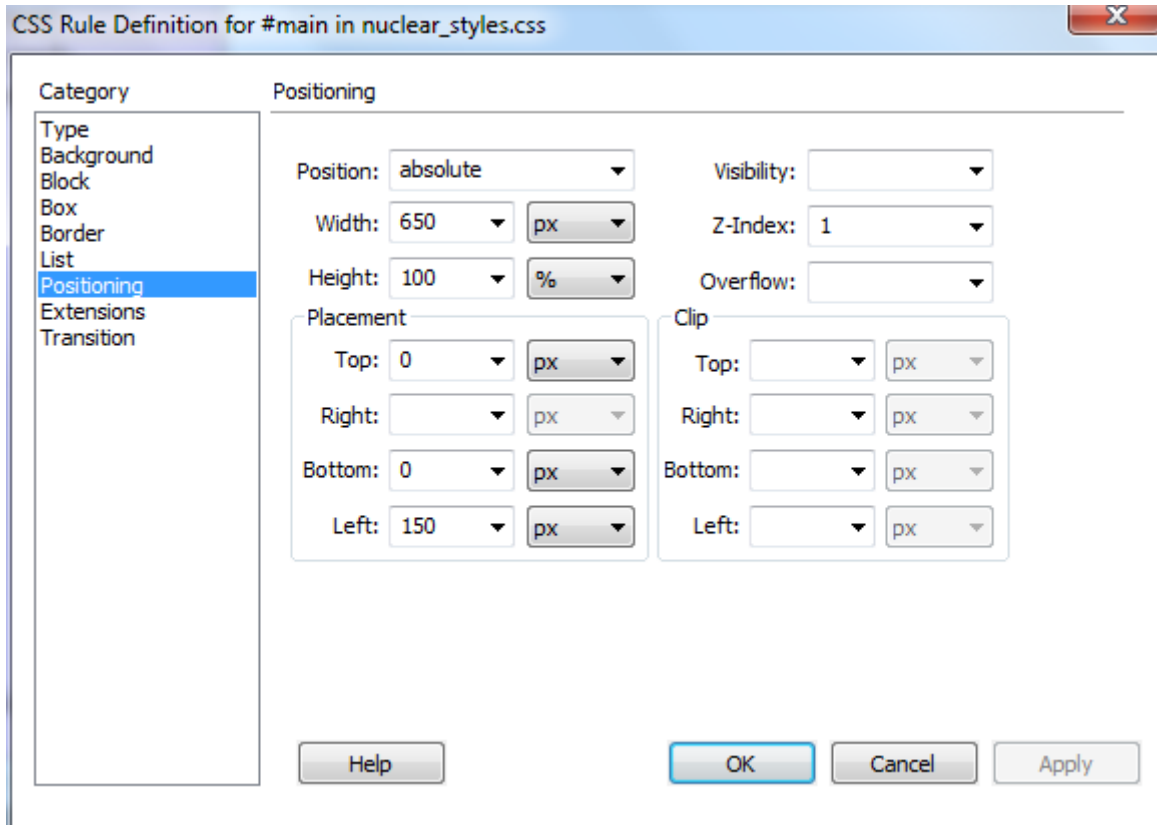 CSS Rule Definition for #main in nuclear_styles.css
x
Category
Positioning
Type
Background
Block
Box
Border
List
Positioning
Extensions
Transition
Position: absolute Visibility:
Width: 650 px Z-Index: 1
Height: 100 % Overflow:
Placement Clip
Top: 0 px Top: px
Right: px Right: px
Bottom: 0 px Bottom: px
Left: 150 px Left: px
Help OK Cancel Apply